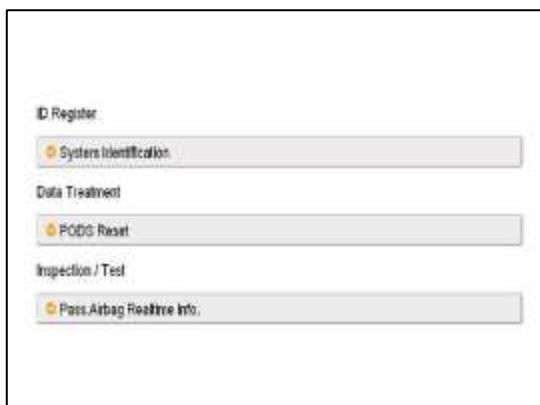 ID Register
System Identification
Data Treatment
PODS Reset
Inspection / Test
Pass.Airbag Realtime Info.